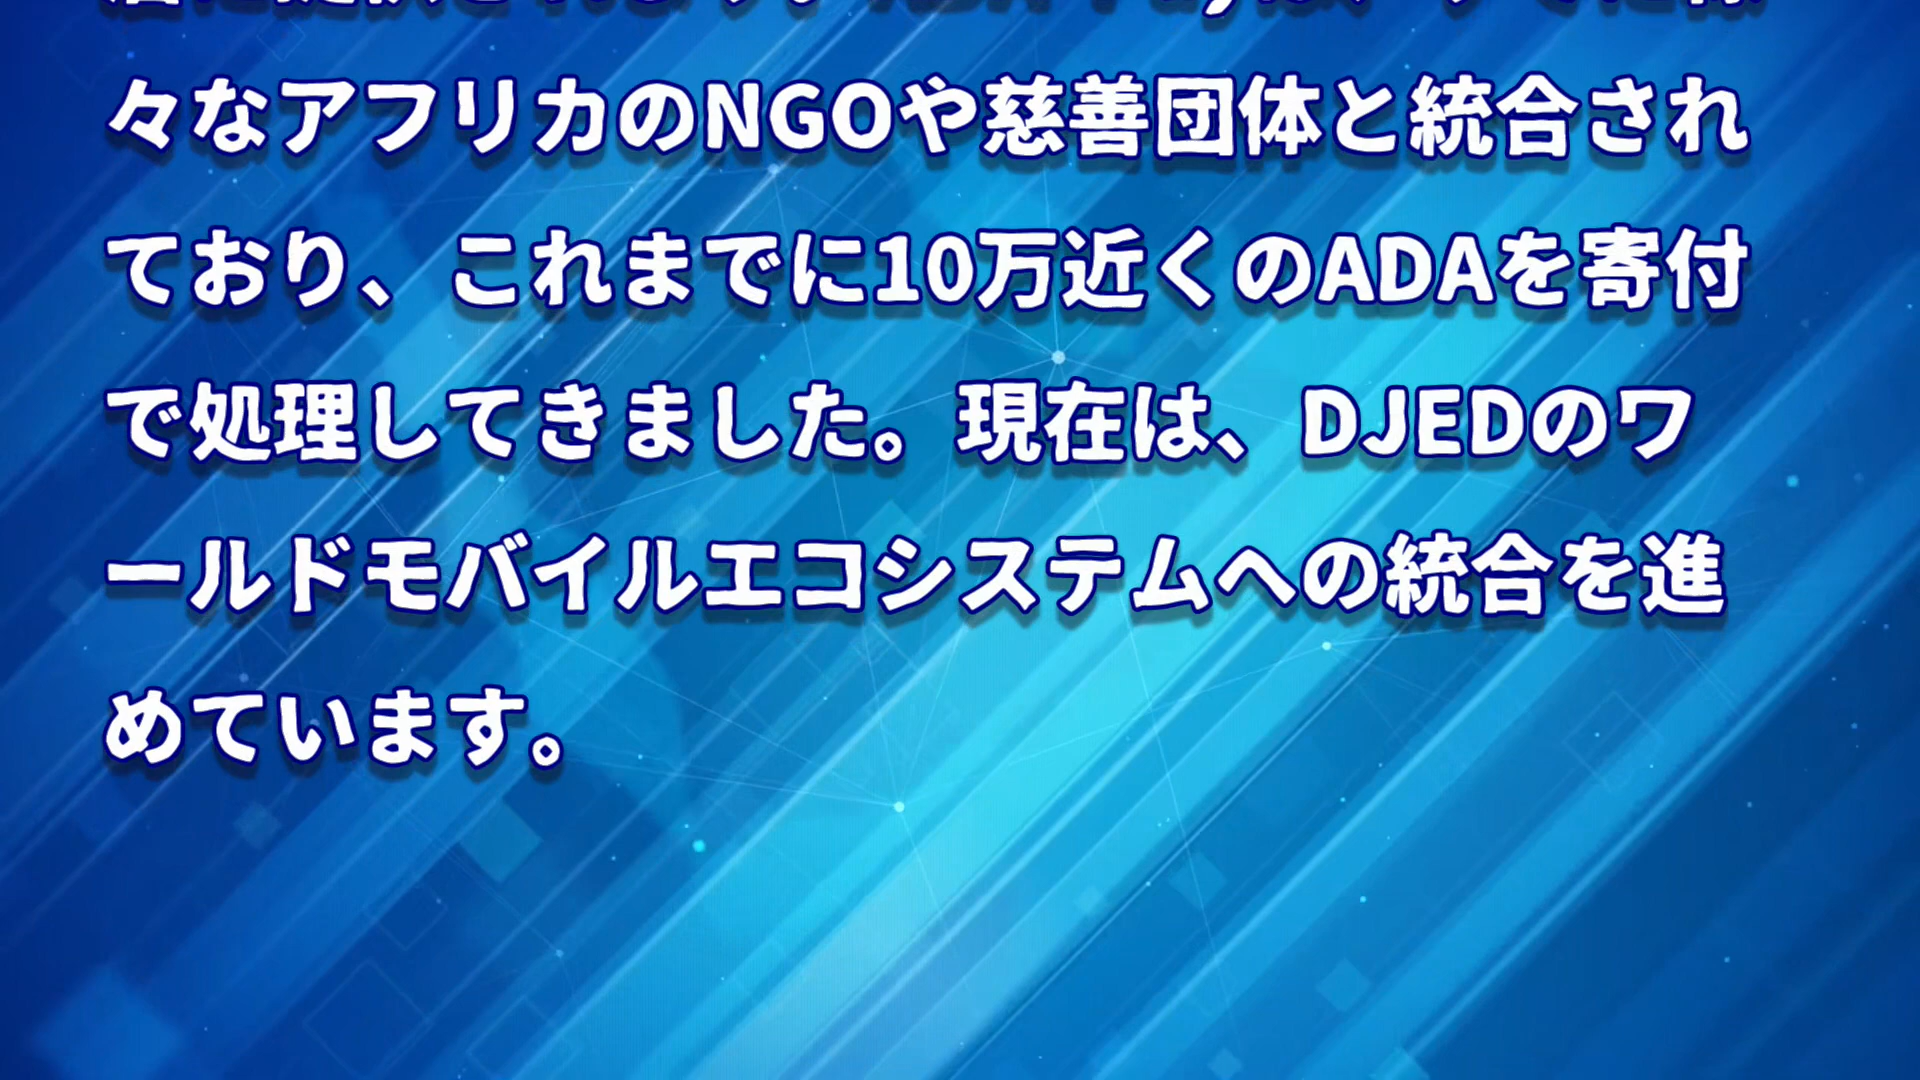 々なアフリカのNGOや慈善団体と統合され
ており、これまでに10万近くのADAを寄付
で処理してきました。現在は、DJEDのワ
ールドモバイルエコシステムへの統合を進
めています。